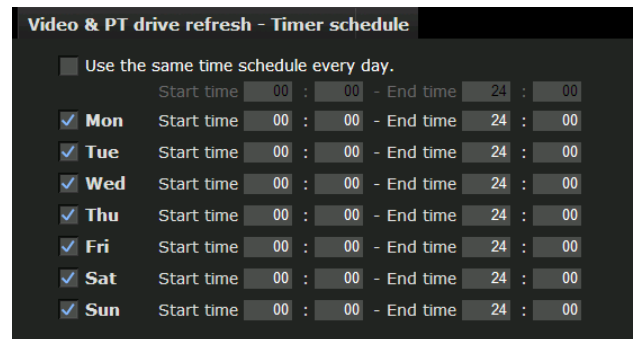 Video & PT drive refresh - Timer schedule
Use the same time schedule every day.
Start time 00 : 00 - End time 24 : 00
Mon Start time 00 : 00 - End time 24 : 00
Tue Start time 00 : 00 - End time 24 : 00
Wed Start time 00 : 00 - End time 24 : 00
Thu Start time 00 : 00 - End time 24 : 00
Fri Start time 00 : 00 - End time 24 : 00
Sat Start time 00 : 00 - End time 24 : 00
Sun Start time 00 : 00 - End time 24 : 00